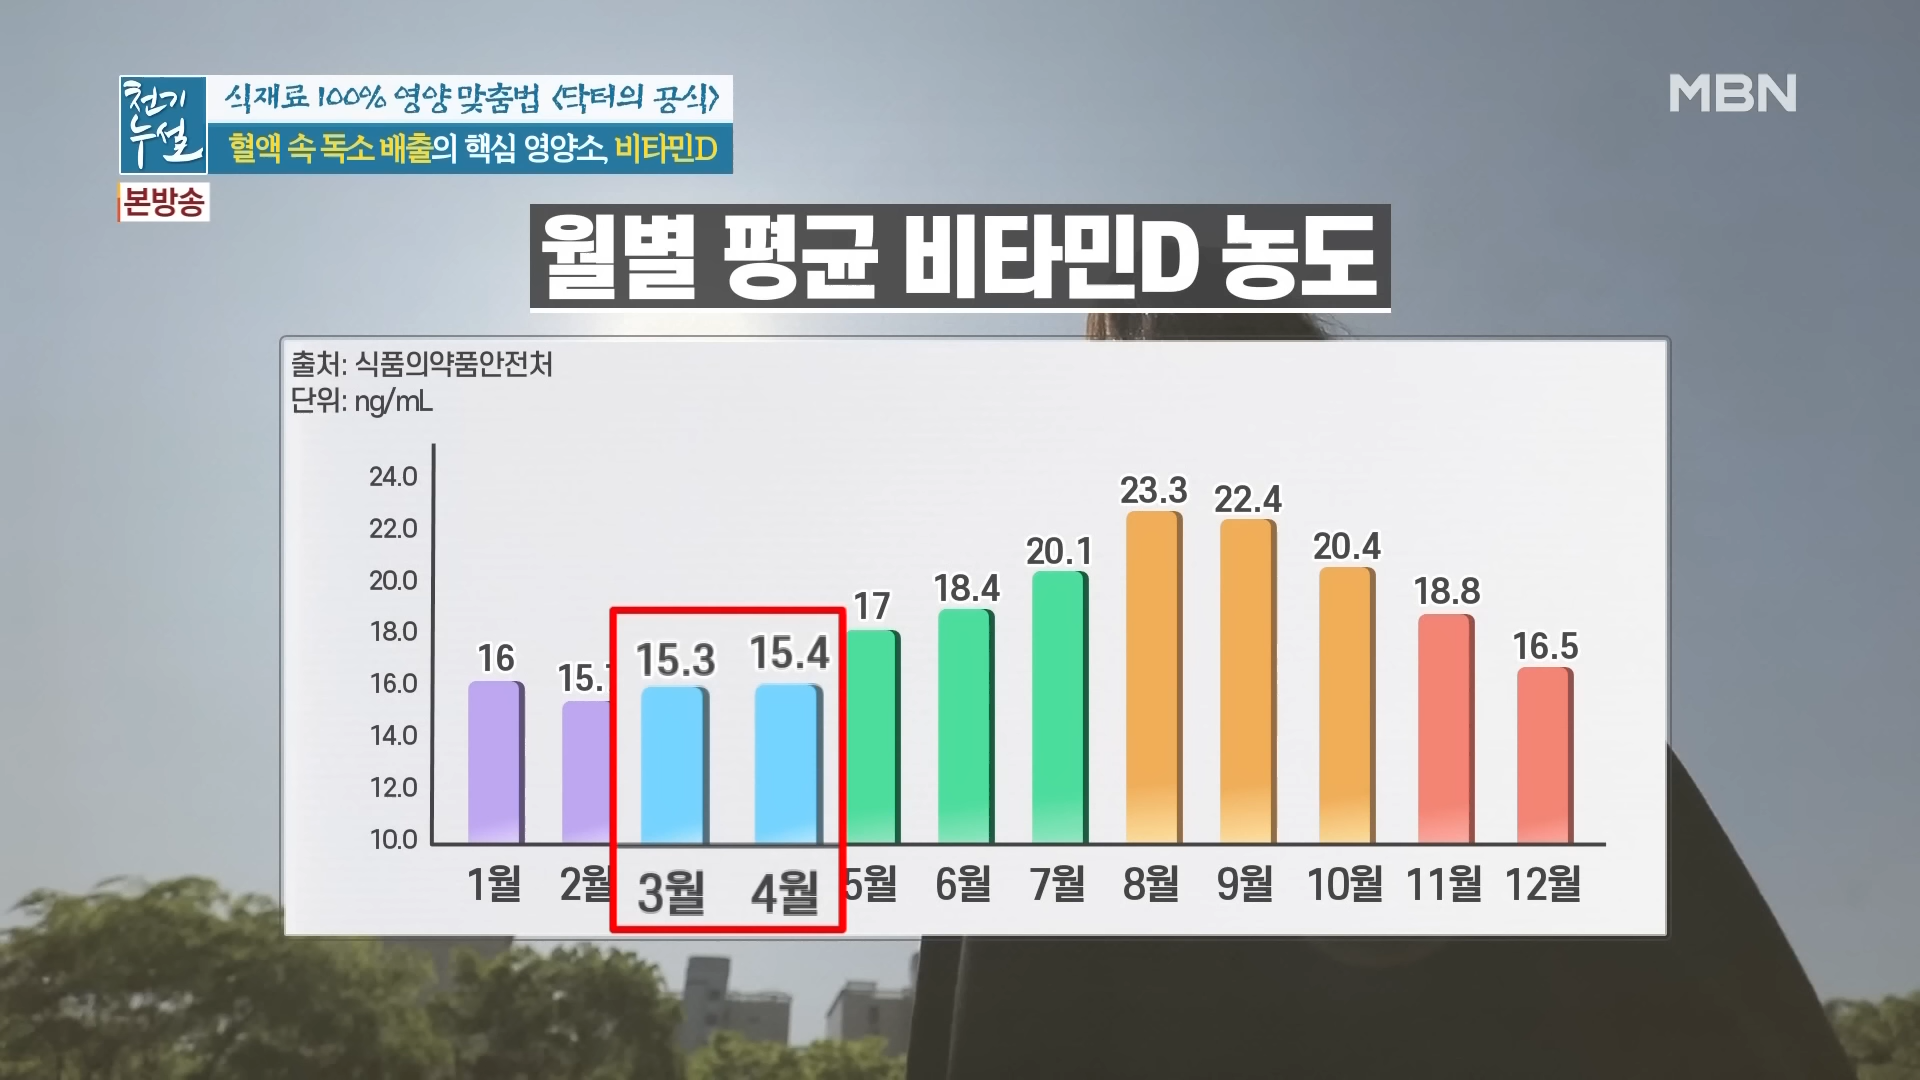 천기누설
식재료 100% 영양 맞춤법 <닥터의 공식>
혈액 속 독소 배출의 핵심 영양소, 비타민D
본방송
MBN
월별 평균 비타민D 농도
출처: 식품의약품안전처
단위: ng/mL
24.0
22.0
20.0
18.0
16.0
14.0
12.0
10.0
16
15.3
15.4
17
18.4
20.1
23.3
22.4
20.4
18.8
16.5
1월 2월 3월 4월 5월 6월 7월 8월 9월 10월 11월 12월